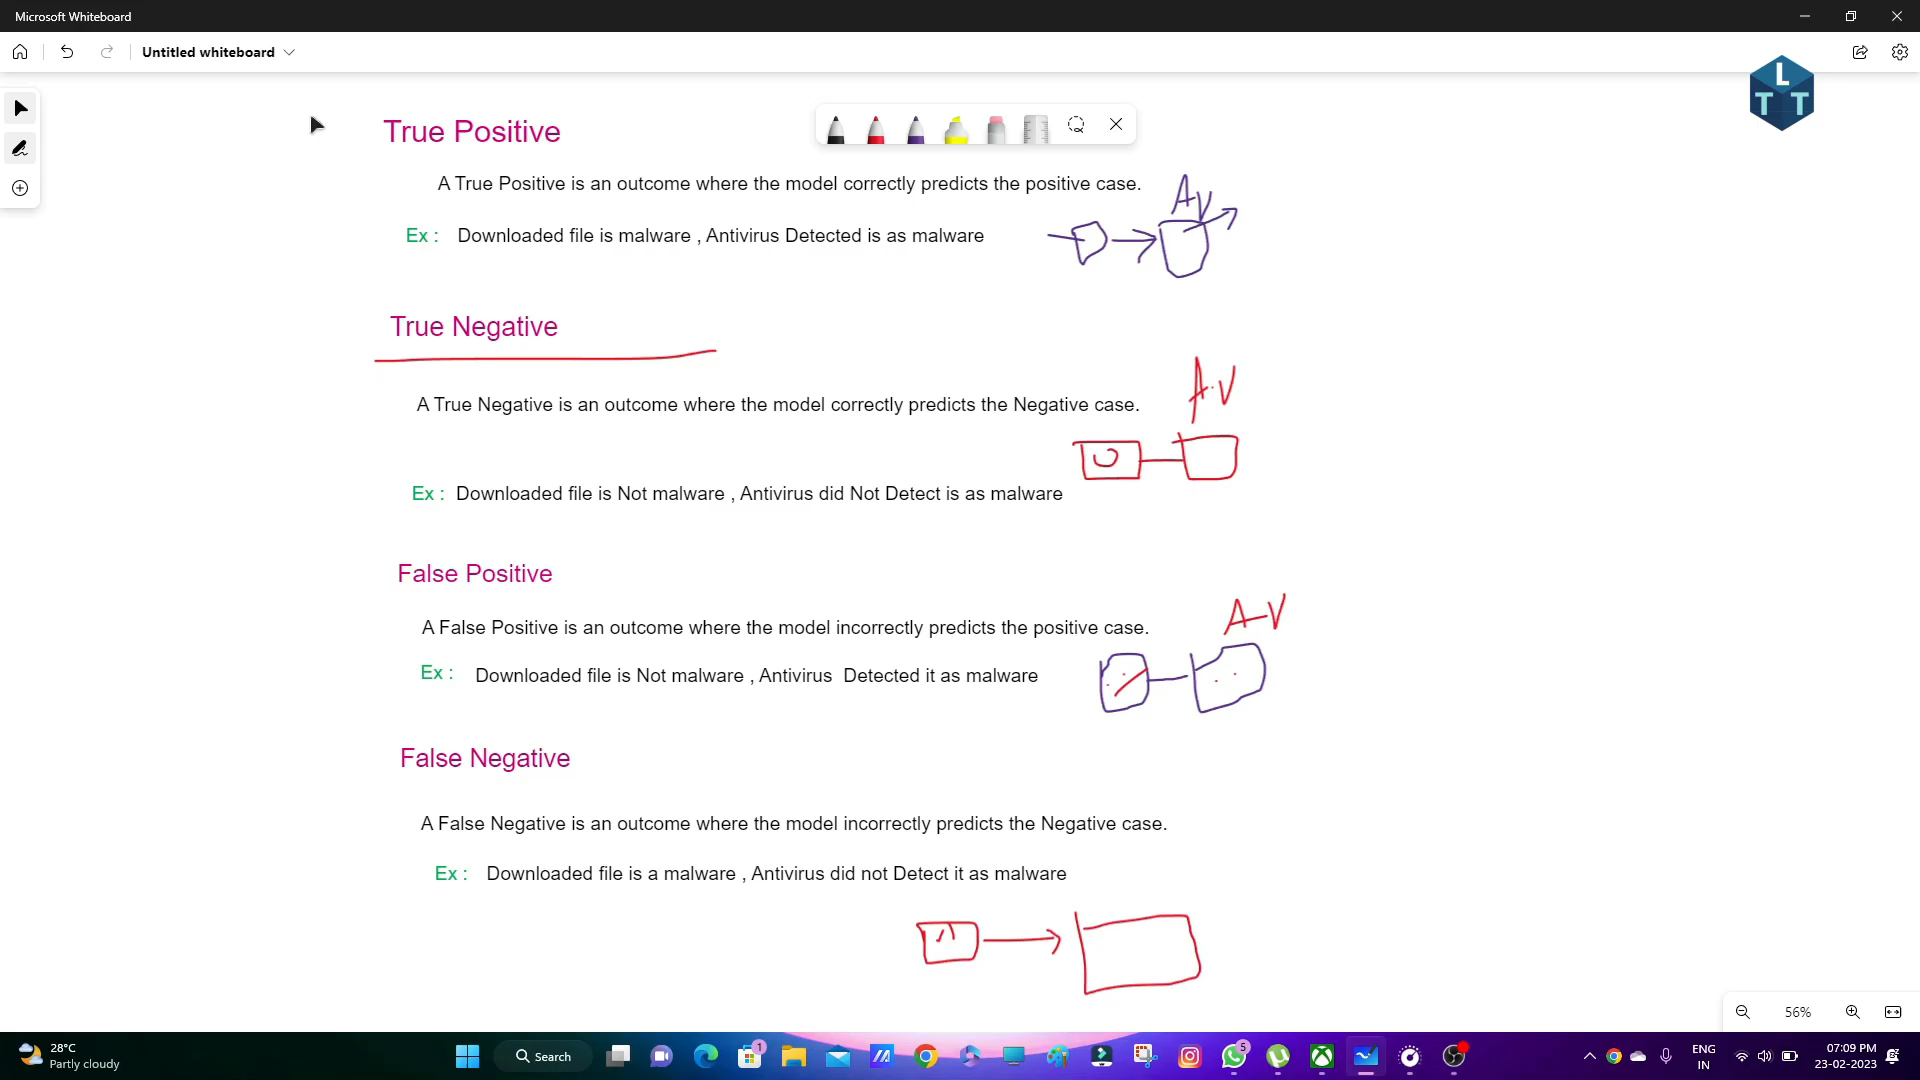 Microsoft Whiteboard
Untitled whiteboard
L
T T
True Positive
A True Positive is an outcome where the model correctly predicts the positive case.
AV
Ex : Downloaded file is malware , Antivirus Detected is as malware
True Negative
A.V
A True Negative is an outcome where the model correctly predicts the Negative case.
Ex : Downloaded file is Not malware , Antivirus did Not Detect is as malware
False Positive
A-V
A False Positive is an outcome where the model incorrectly predicts the positive case.
Ex : Downloaded file is Not malware , Antivirus Detected it as malware
False Negative
A False Negative is an outcome where the model incorrectly predicts the Negative case.
Ex : Downloaded file is a malware , Antivirus did not Detect it as malware
56%
28°C
Partly cloudy
Search
1
5
ENG
IN
07:09 PM
23-02-2023